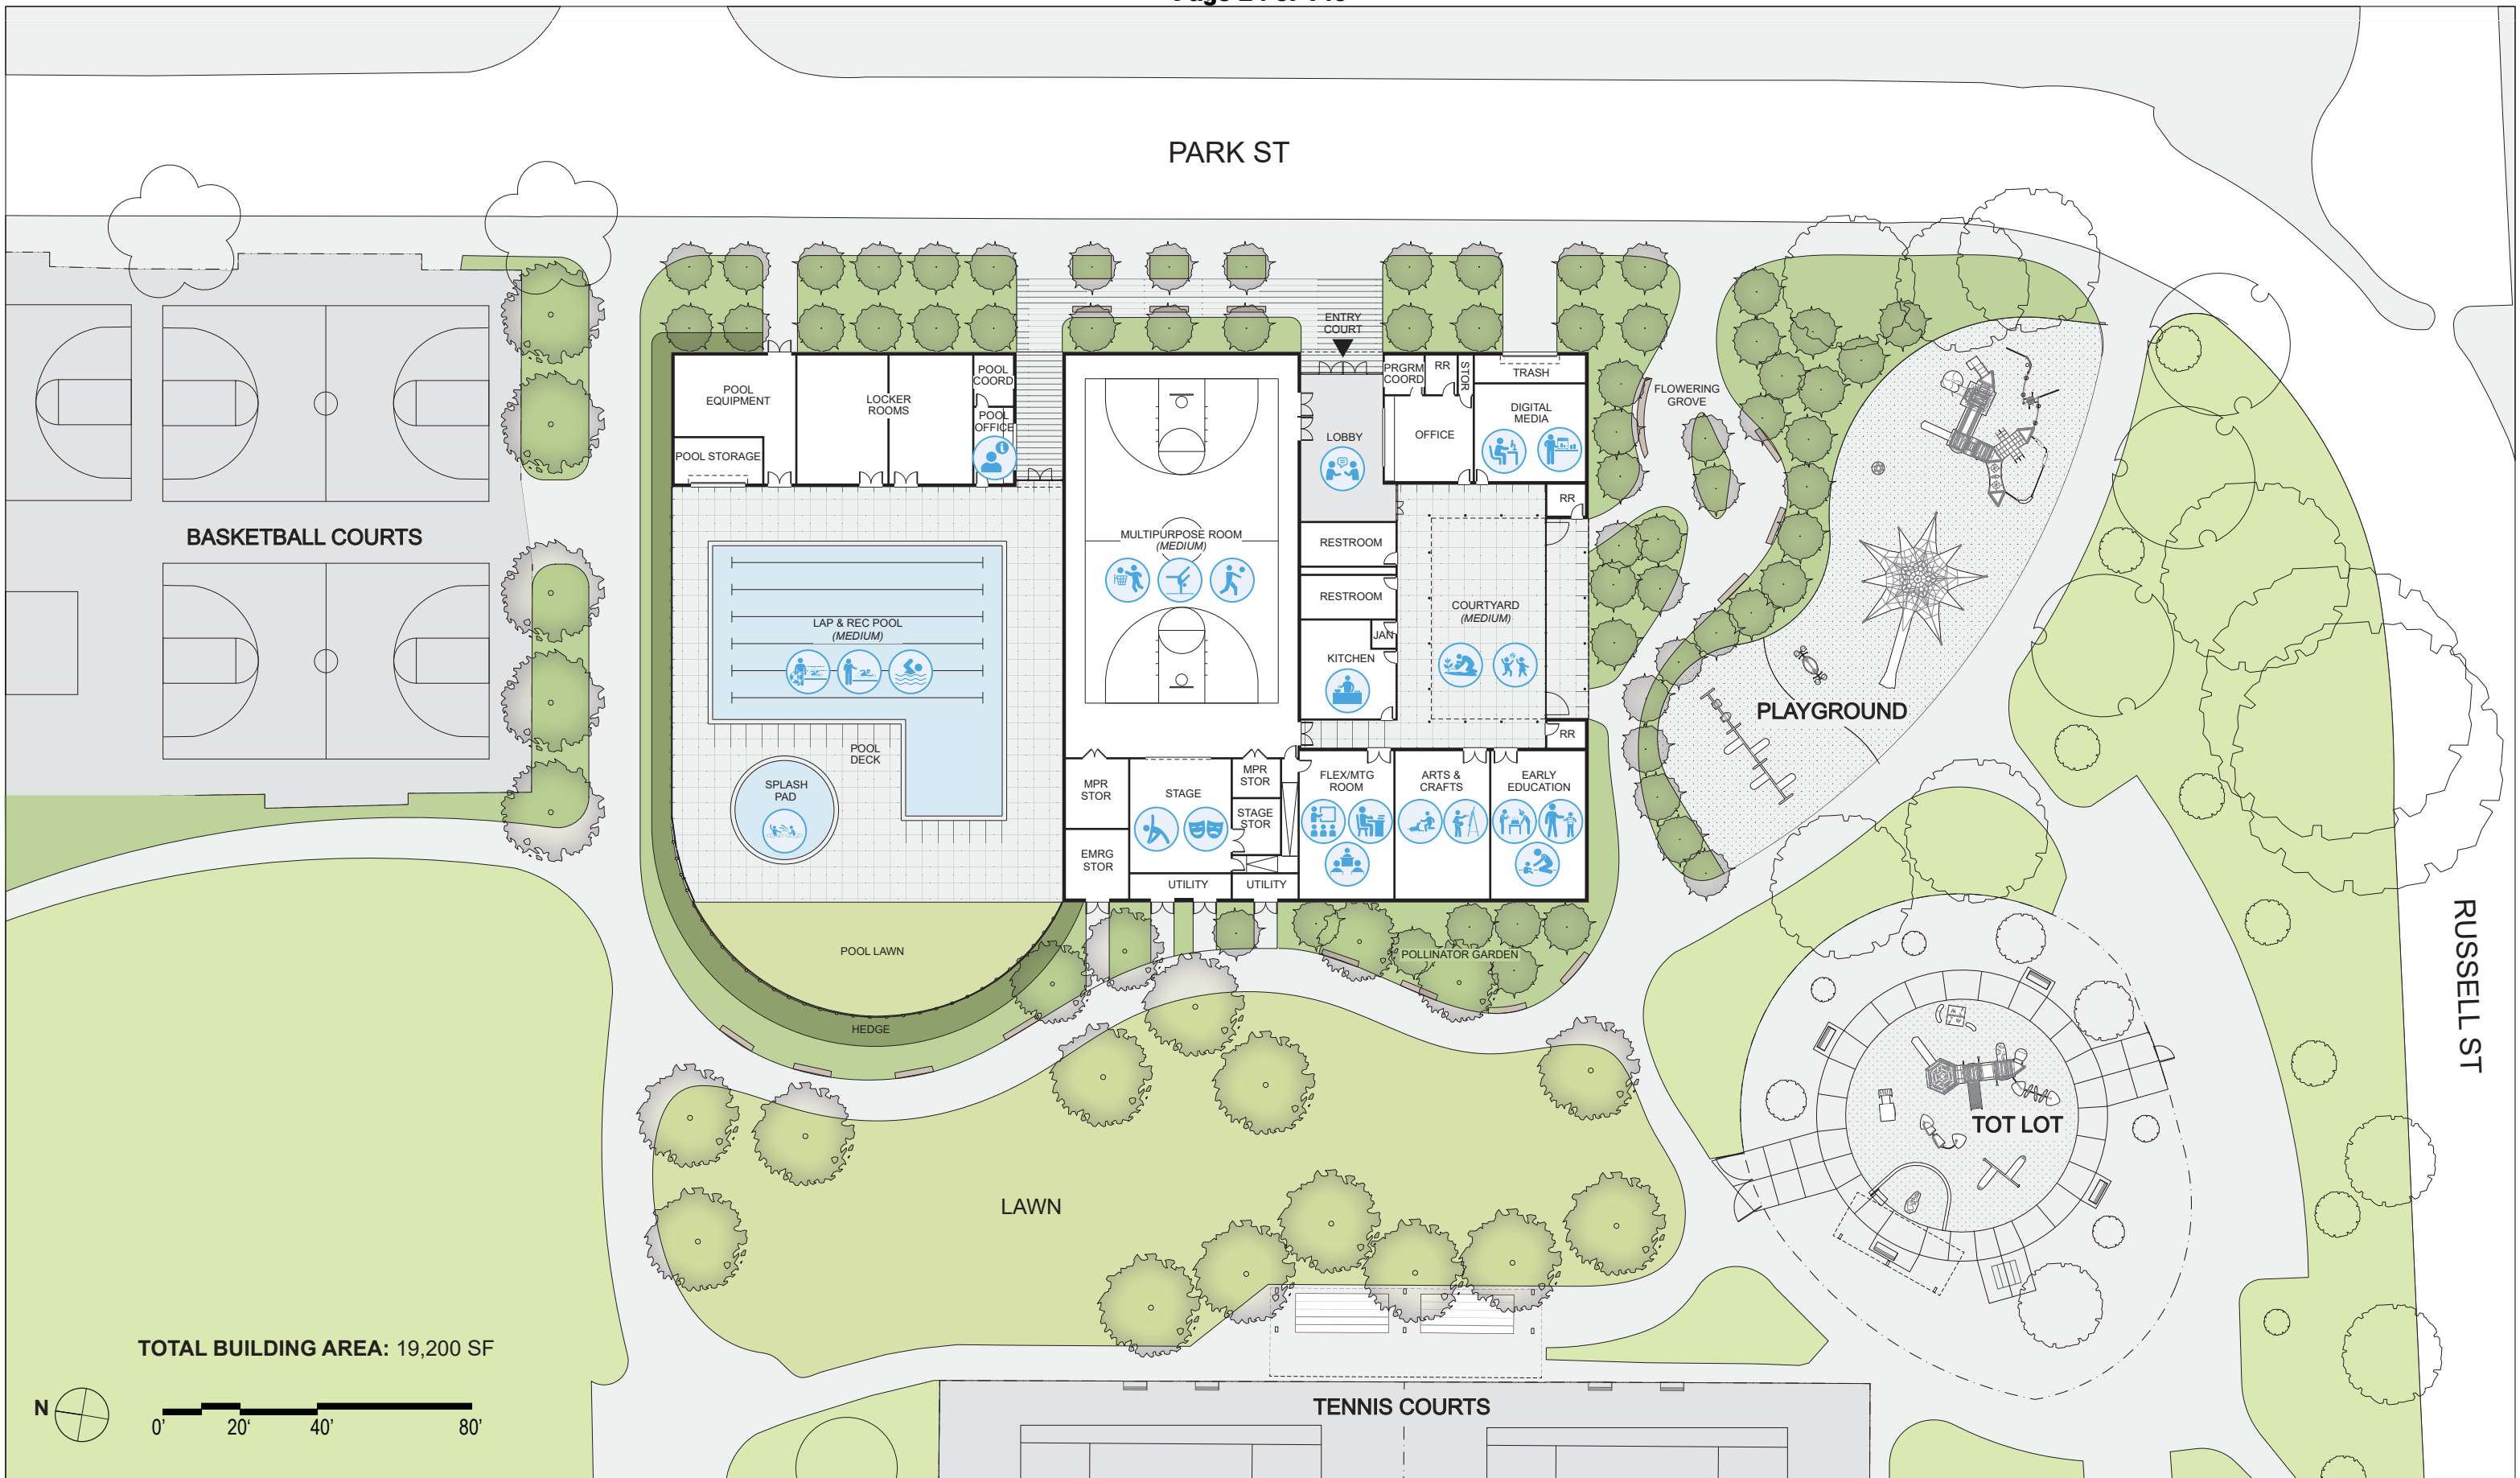 PARK ST
ENTRY
COURT
POOL
EQUIPMENT
POOL STORAGE
LOCKER
ROOMS
POOL
COORD
POOL
OFFICE
LOBBY
PRGRM
COORD
RR
STOR
OFFICE
TRASH
DIGITAL
MEDIA
RR
FLOWERING
GROVE
BASKETBALL COURTS
MULTIPURPOSE ROOM
(MEDIUM)
RESTROOM
RESTROOM
JAN
KITCHEN
COURTYARD
(MEDIUM)
RR
LAP & REC POOL
(MEDIUM)
POOL
DECK
SPLASH
PAD
PLAYGROUND
MPR
STOR
STAGE
MPR
STOR
STAGE
STOR
EMRG
STOR
UTILITY
UTILITY
FLEX/MTG
ROOM
ARTS &
CRAFTS
EARLY
EDUCATION
POOL LAWN
HEDGE
POLLINATOR GARDEN
RUSSELL ST
TOT LOT
LAWN
TOTAL BUILDING AREA: 19,200 SF
N
0' 20' 40' 80'
TENNIS COURTS